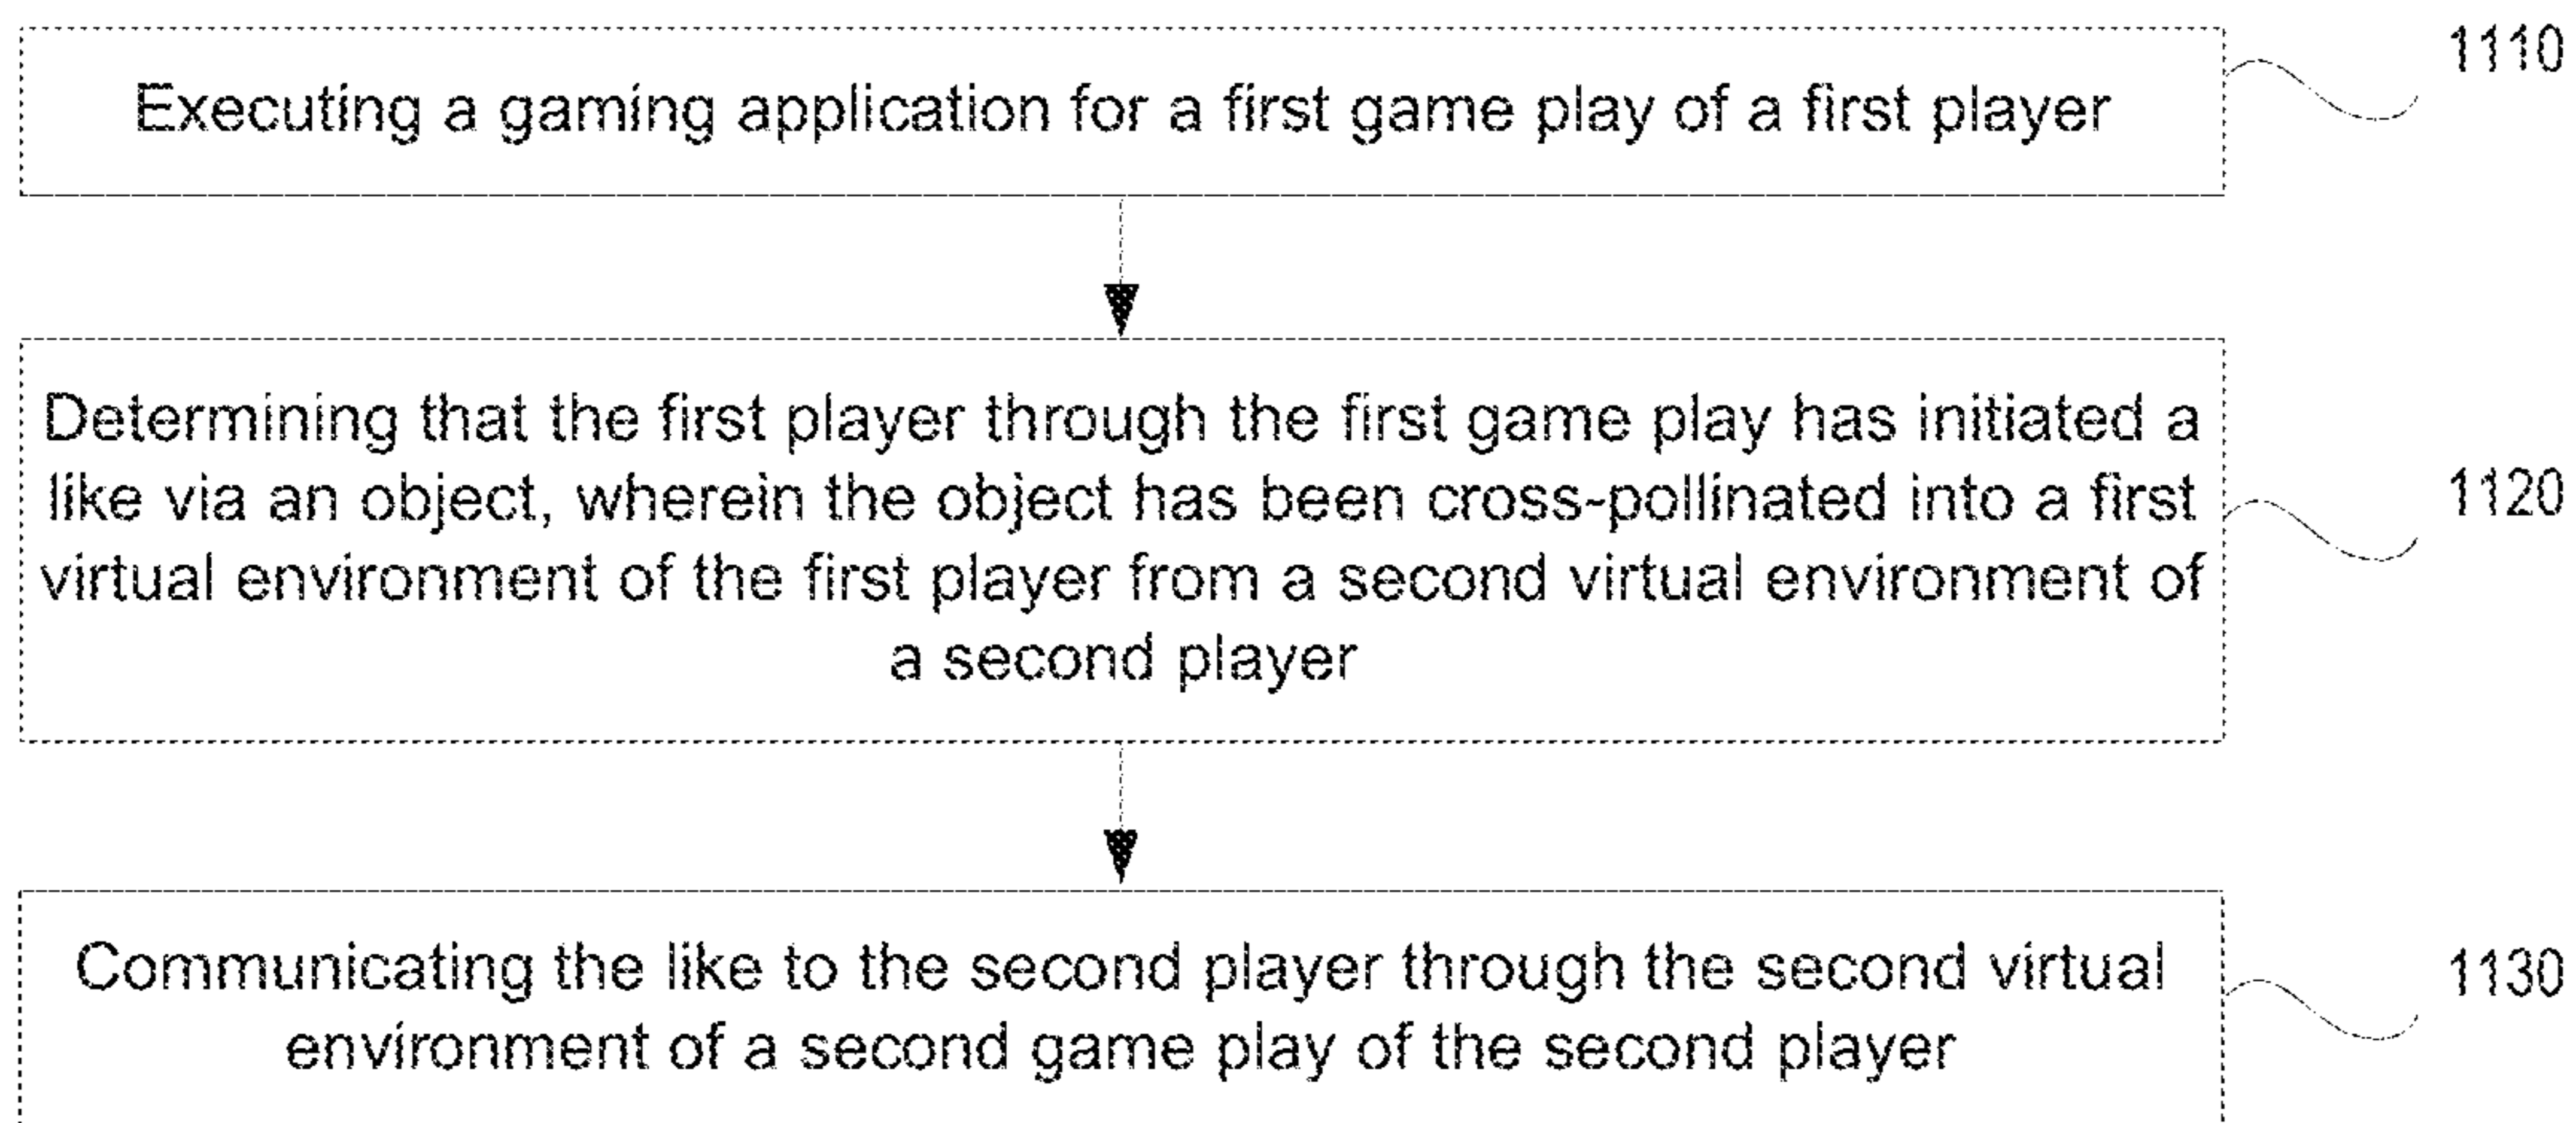 1110
Executing a gaming application for a first game play of a first player
Determining that the first player through the first game play has initiated a
like via an object, wherein the object has been cross-pollinated into a first
1120
virtual environment of the first player from a second virtual environment of
a second player
Communicating the like to the second player through the second virtual
1130
environment of a second game play of the second player